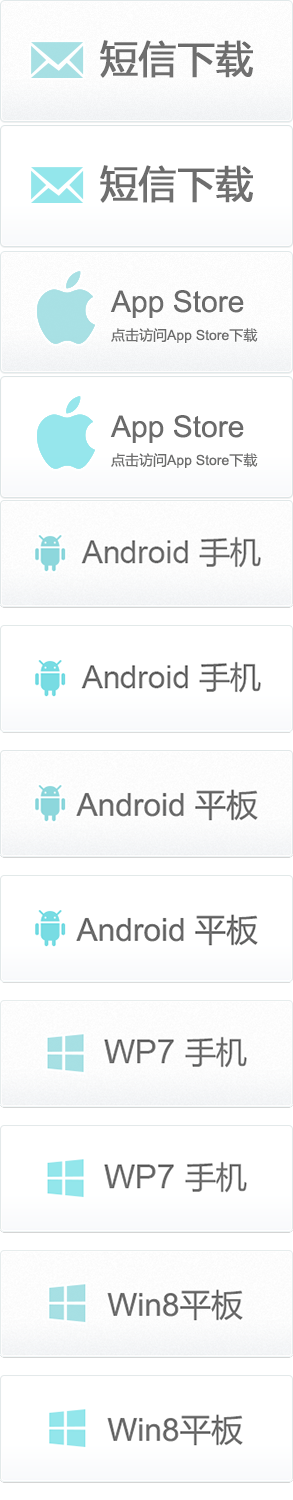 短信下载
短信下载
App Store
点击访问App Store下载
App Store
点击访问App Store下载
Android 手机
Android 手机
Android 平板
Android 平板
WP7 手机
WP7 手机
Win8平板
Win8平板